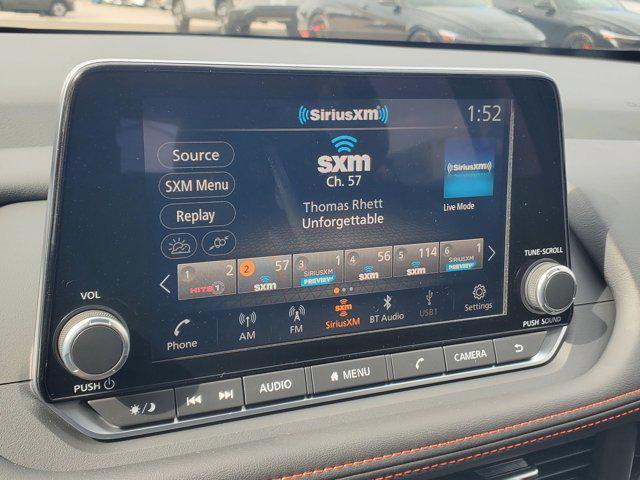 SiriusXM
1:52
Source
SXM Menu
Replay
sxm
Ch. 57
Thomas Rhett
Unforgettable
SiriusXM
Live Mode
1 2 HITS 1
2 57 sxm
3 1 SIRIUSXM PREVIEW
4 56 sxm
5 114 sxm
6 1 SIRIUSXM PREVIEW
Phone
AM
FM
sxm
SiriusXM
BT Audio
USB1
Settings
VOL
PUSH
TUNE·SCROLL
PUSH SOUND
AUDIO
MENU
CAMERA